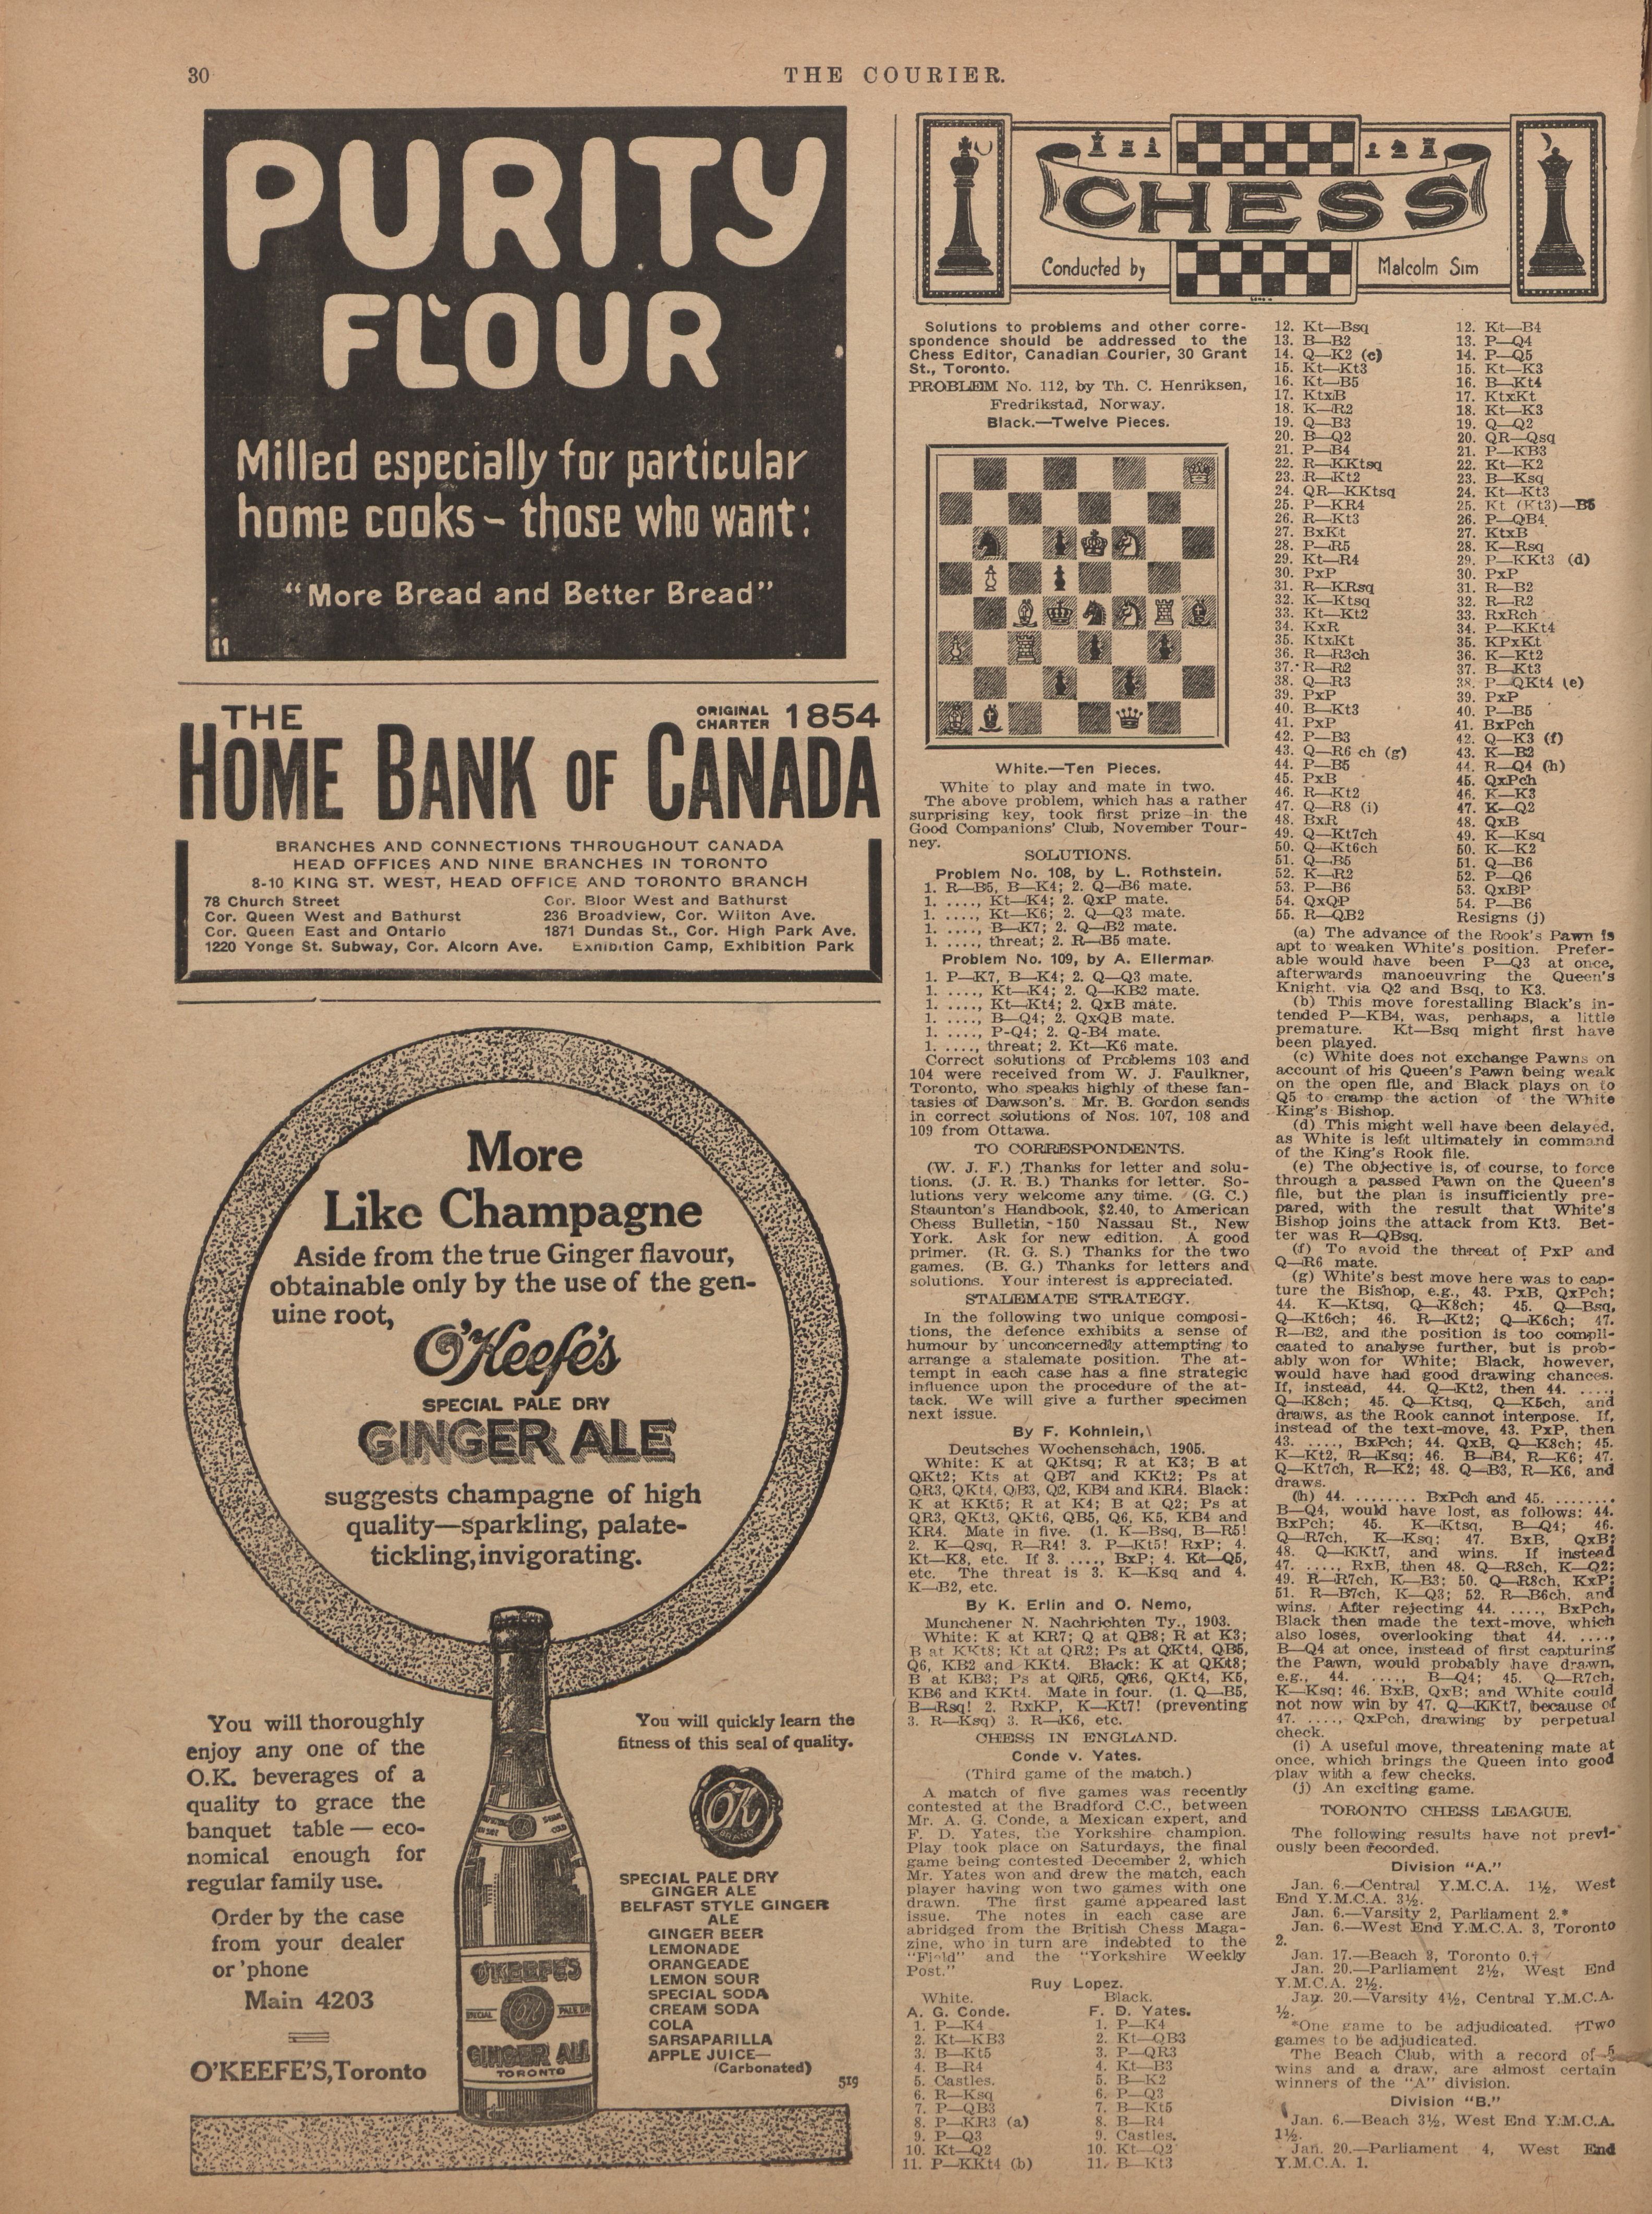 30
THE COURIER.
PURITY
FLOUR
Milled especially for particular
home cooks - those who want:
"More Bread and Better Bread"
11
THE
ORIGINAL
CHARTER 1854
HOME BANK OF CANADA
BRANCHES AND CONNECTIONS THROUGHOUT CANADA
HEAD OFFICES AND NINE BRANCHES IN TORONTO
8-10 KING ST. WEST, HEAD OFFICE AND TORONTO BRANCH
78 Church Street
Cor. Queen West and Bathurst
Cor. Queen East and Ontario
1220 Yonge St. Subway, Cor. Alcorn Ave.
Cor. Bloor West and Bathurst
236 Broadview, Cor. Wilton Ave.
1871 Dundas St., Cor. High Park Ave.
Exhibition Camp, Exhibition Park
More
Like Champagne
Aside from the true Ginger flavour,
obtainable only by the use of the gen-
uine root,
O'Keefe's
SPECIAL PALE DRY
GINGER ALE
suggests champagne of high
quality—sparkling, palate-
tickling, invigorating.
You will thoroughly
enjoy any one of the
O.K. beverages of a
quality to grace the
banquet table — eco-
nomical enough for
regular family use.
Order by the case
from your dealer
or 'phone
Main 4203
O'KEEFE'S, Toronto
O'KEEFE'S
SPECIAL
PALE DRY
GINGER ALE
TORONTO
You will quickly learn the
fitness of this seal of quality.
OK
BRAND
SPECIAL PALE DRY
GINGER ALE
BELFAST STYLE GINGER
ALE
GINGER BEER
LEMONADE
ORANGEADE
LEMON SOUR
SPECIAL SODA
CREAM SODA
COLA
SARSAPARILLA
APPLE JUICE—
(Carbonated)
519
CHESS
Conducted by
Malcolm Sim
Solutions to problems and other corre-
spondence should be addressed to the
Chess Editor, Canadian Courier, 30 Grant
St., Toronto.
PROBLEM No. 112, by Th. C. Henriksen,
Fredrikstad, Norway.
Black.—Twelve Pieces.
White.—Ten Pieces.
White to play and mate in two.
The above problem, which has a rather
surprising key, took first prize in the
Good Companions' Club, November Tour-
ney.
SOLUTIONS.
Problem No. 108, by L. Rothstein.
1. R—B5, B—K4; 2. Q—B6 mate.
1. ...., Kt—K4; 2. QxP mate.
1. ...., Kt—K6; 2. Q—Q3 mate.
1. ...., B—K7; 2. Q—B2 mate.
1. ...., threat; 2. R—B5 mate.
Problem No. 109, by A. Ellerman.
1. P—K7, B—K4; 2. Q—Q3 mate.
1. ...., Kt—K4; 2. Q—KB2 mate.
1. ...., Kt—Kt4; 2. QxB mate.
1. ...., B—Q4; 2. QxQB mate.
1. ...., P-Q4; 2. Q-B4 mate.
1. ...., threat; 2. Kt—K6 mate.
Correct solutions of Problems 103 and
104 were received from W. J. Faulkner,
Toronto, who speaks highly of these fan-
tasies of Dawson's. Mr. B. Gordon sends
in correct solutions of Nos. 107, 108 and
109 from Ottawa.
TO CORRESPONDENTS.
(W. J. F.) Thanks for letter and solu-
tions. (J. R. B.) Thanks for letter. So-
lutions very welcome any time. (G. C.)
Staunton's Handbook, $2.40, to American
Chess Bulletin, 150 Nassau St., New
York. Ask for new edition. A good
primer. (R. G. S.) Thanks for the two
games. (B. G.) Thanks for letters and
solutions. Your interest is appreciated.
STALEMATE STRATEGY.
In the following two unique composi-
tions, the defence exhibits a sense of
humour by unconcernedly attempting to
arrange a stalemate position. The at-
tempt in each case has a fine strategic
influence upon the procedure of the at-
tack. We will give a further specimen
next issue.
By F. Kohnlein,
Deutsches Wochenschach, 1905.
White: K at QKtsq; R at K3; B at
QKt2; Kts at QB7 and KKt2; Ps at
QR3, QKt4, QB3, Q2, KB4 and KR4. Black:
K at KKt5; R at K4; B at Q2; Ps at
QR3, QKt3, QKt6, QB5, Q6, K5, KB4 and
KR4. Mate in five. (1. K—Bsq, B—R5!
2. K—Qsq, R—R4! 3. P—Kt5! RxP; 4.
Kt—K8, etc. If 3. ...., BxP; 4. Kt—Q5,
etc. The threat is 3. K—Ksq and 4.
K—B2, etc.
By K. Erlin and O. Nemo,
Munchener N. Nachrichten Ty., 1903.
White: K at KR7; Q at QB8; R at K3;
B at KKt8; Kt at QR2; Ps at QKt4, QB5,
Q6, KB2 and KKt4. Black: K at QKt8;
B at KB3; Ps at QR5, QR6, QKt4, K5,
KB6 and KKt4. Mate in four. (1. Q—B5,
B—Rsq! 2. RxKP, K—Kt7! (preventing
3. R—Ksq) 3. R—K6, etc.
CHESS IN ENGLAND.
Conde v. Yates.
(Third game of the match.)
A match of five games was recently
contested at the Bradford C.C., between
Mr. A. G. Conde, a Mexican expert, and
F. D. Yates, the Yorkshire champion.
Play took place on Saturdays, the final
game being contested December 2, which
Mr. Yates won and drew the match, each
player having won two games with one
drawn. The first game appeared last
issue. The notes in each case are
abridged from the British Chess Maga-
zine, who in turn are indebted to the
"Field" and the "Yorkshire Weekly
Post."
Ruy Lopez.
White. Black.
A. G. Conde. F. D. Yates.
1. P—K4 1. P—K4
2. Kt—KB3 2. Kt—QB3
3. B—Kt5 3. P—QR3
4. B—R4 4. Kt—B3
5. Castles. 5. B—K2
6. R—Ksq 6. P—Q3
7. P—QB3 7. B—Kt5
8. P—KR3 (a) 8. B—R4
9. P—Q3 9. Castles.
10. Kt—Q2 10. Kt—Q2
11. P—KKt4 (b) 11. B—Kt3
12. Kt—Bsq 12. Kt—B4
13. B—B2 13. P—Q4
14. Q—K2 (c) 14. P—Q5
15. Kt—Kt3 15. Kt—K3
16. Kt—B5 16. B—Kt4
17. KtxB 17. KtxKt
18. K—R2 18. Kt—K3
19. Q—B3 19. Q—Q2
20. B—Q2 20. QR—Qsq
21. P—B4 21. P—KB3
22. R—KKtsq 22. Kt—K2
23. R—Kt2 23. B—Ksq
24. QR—KKtsq 24. Kt—Kt3
25. P—KR4 25. Kt (Kt3)—B5
26. R—Kt3 26. P—QB4
27. BxKt 27. KtxB
28. P—R5 28. K—Rsq
29. Kt—R4 29. P—KKt3 (d)
30. PxP 30. PxP
31. R—KRsq 31. R—B2
32. K—Ktsq 32. R—R2
33. Kt—Kt2 33. RxRch
34. KxR 34. P—KKt4
35. KtxKt 35. KPxKt
36. R—R3ch 36. K—Kt2
37. R—R2 37. B—Kt3
38. Q—R3 38. P—QKt4 (e)
39. PxP 39. PxP
40. B—Kt3 40. P—B5
41. PxP 41. BxPch
42. P—B3 42. Q—K3 (f)
43. Q—R6 ch (g) 43. K—B2
44. P—B5 44. R—Q4 (h)
45. PxB 45. QxPch
46. R—Kt2 46. K—K3
47. Q—R8 (i) 47. K—Q2
48. BxR 48. QxB
49. Q—Kt7ch 49. K—Ksq
50. Q—Kt6ch 50. K—K2
51. Q—B5 51. Q—B6
52. K—R2 52. P—Q6
53. P—B6 53. QxBP
54. QxQP 54. P—B6
55. R—QB2 Resigns (j)
(a) The advance of the Rook's Pawn is
apt to weaken White's position. Prefer-
able would have been P—Q3 at once,
afterwards manoeuvring the Queen's
Knight, via Q2 and Bsq, to K3.
(b) This move forestalling Black's in-
tended P—KB4, was, perhaps, a little
premature. Kt—Bsq might first have
been played.
(c) White does not exchange Pawns on
account of his Queen's Pawn being weak
on the open file, and Black plays on to
Q5 to cramp the action of the White
King's Bishop.
(d) This might well have been delayed,
as White is left ultimately in command
of the King's Rook file.
(e) The objective is, of course, to force
through a passed Pawn on the Queen's
file, but the plan is insufficiently pre-
pared, with the result that White's
Bishop joins the attack from Kt3. Bet-
ter was R—QBsq.
(f) To avoid the threat of PxP and
Q—R6 mate.
(g) White's best move here was to cap-
ture the Bishop, e.g., 43. PxB, QxPch;
44. K—Ktsq, Q—K8ch; 45. Q—Bsq,
Q—Kt6ch; 46. R—Kt2; Q—K6ch; 47.
R—B2, and the position is too compli-
caated to analyse further, but is prob-
ably won for White; Black, however,
would have had good drawing chances.
If, instead, 44. Q—Kt2, then 44. ....,
Q—K8ch; 45. Q—Ktsq, Q—K5ch, and
draws, as the Rook cannot interpose. If,
instead of the text-move, 43. PxP, then
43. ...., BxPch; 44. QxB, Q—K8ch; 45.
K—Kt2, R—Ksq; 46. B—B4, R—K6; 47.
Q—Kt7ch, R—K2; 48. Q—B3, R—K6, and
draws.
(h) 44. ........ BxPch and 45. ........
B—Q4, would have lost, as follows: 44.
BxPch; 45. K—Ktsq, B—Q4; 46.
Q—R7ch, K—Ksq; 47. BxB, QxB;
48. Q—KKt7, and wins. If instead
47. ...., RxB, then 48. Q—R8ch, K—Q2;
49. R—R7ch, K—B3; 50. Q—R8ch, KxP;
51. R—B7ch, K—Q3; 52. R—B6ch, and
wins. After rejecting 44. ...., BxPch,
Black then made the text-move, which
also loses, overlooking that 44. ....,
B—Q4 at once, instead of first capturing
the Pawn, would probably have drawn,
e.g., 44. ...., B—Q4; 45. Q—R7ch,
K—Ksq; 46. BxB, QxB; and White could
not now win by 47. Q—KKt7, because of
47. ...., QxPch, drawing by perpetual
check.
(i) A useful move, threatening mate at
once, which brings the Queen into good
play with a few checks.
(j) An exciting game.
TORONTO CHESS LEAGUE.
The following results have not previ-
ously been recorded.
Division "A."
Jan. 6.—Central Y.M.C.A. 1½, West
End Y.M.C.A. 3½.
Jan. 6.—Varsity 2, Parliament 2.*
Jan. 6.—West End Y.M.C.A. 3, Toronto
2.
Jan. 17.—Beach 3, Toronto 0.†
Jan. 20.—Parliament 2½, West End
Y.M.C.A. 2½.
Jan. 20.—Varsity 4½, Central Y.M.C.A.
½.
*One game to be adjudicated. †Two
games to be adjudicated.
The Beach Club, with a record of 5
wins and a draw, are almost certain
winners of the "A" division.
Division "B."
Jan. 6.—Beach 3½, West End Y.M.C.A.
1½.
Jan. 20.—Parliament 4, West End
Y.M.C.A. 1.